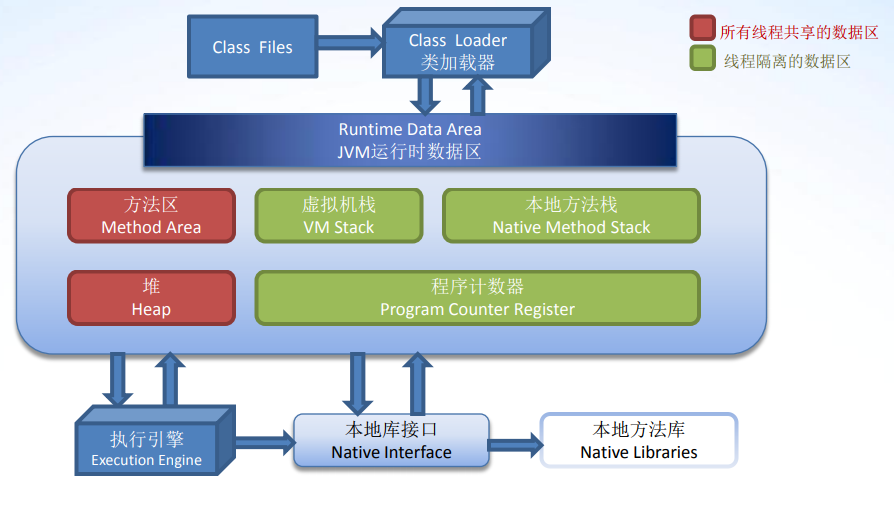 Class Files
Class Loader
类加载器
所有线程共享的数据区
线程隔离的数据区
Runtime Data Area
JVM运行时数据区
方法区
Method Area
虚拟机栈
VM Stack
本地方法栈
Native Method Stack
堆
Heap
程序计数器
Program Counter Register
执行引擎
Execution Engine
本地库接口
Native Interface
本地方法库
Native Libraries